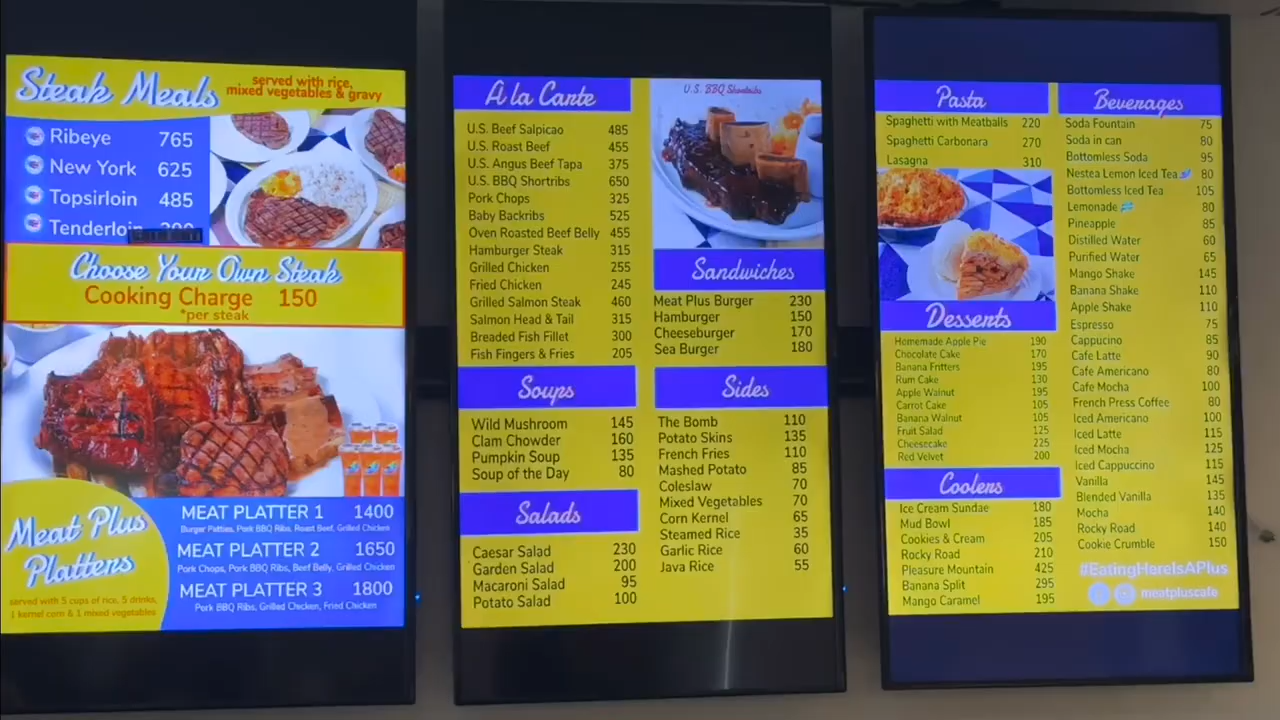 Steak Meals
served with rice,
mixed vegetables & gravy
Ribeye 765
New York 625
Topsirloin 485
Tenderloin
Choose Your Own Steak
Cooking Charge 150
*per steak
Meat Plus
Platters
served with 5 cups of rice, 5 drinks,
1 kernel corn & 1 mixed vegetables
MEAT PLATTER 1 1400
Burger Patties, Pork BBQ Ribs, Roast Beef, Grilled Chicken
MEAT PLATTER 2 1650
Pork Chops, Pork BBQ Ribs, Beef Belly, Grilled Chicken
MEAT PLATTER 3 1800
Pork BBQ Ribs, Grilled Chicken, Fried Chicken
A la Carte
U.S. Beef Salpicao 485
U.S. Roast Beef 455
U.S. Angus Beef Tapa 375
U.S. BBQ Shortribs 650
Pork Chops 325
Baby Backribs 525
Oven Roasted Beef Belly 455
Hamburger Steak 315
Grilled Chicken 255
Fried Chicken 245
Grilled Salmon Steak 460
Salmon Head & Tail 315
Breaded Fish Fillet 300
Fish Fingers & Fries 205
Soups
Wild Mushroom 145
Clam Chowder 160
Pumpkin Soup 135
Soup of the Day 80
Salads
Caesar Salad 230
Garden Salad 200
Macaroni Salad 95
Potato Salad 100
U.S. BBQ Shortribs
Sandwiches
Meat Plus Burger 230
Hamburger 150
Cheeseburger 170
Sea Burger 180
Sides
The Bomb 110
Potato Skins 135
French Fries 110
Mashed Potato 85
Coleslaw 70
Mixed Vegetables 70
Corn Kernel 65
Steamed Rice 35
Garlic Rice 60
Java Rice 55
Pasta
Spaghetti with Meatballs 220
Spaghetti Carbonara 270
Lasagna 310
Desserts
Homemade Apple Pie 190
Chocolate Cake 170
Banana Fritters 195
Rum Cake 130
Apple Walnut 195
Carrot Cake 105
Banana Walnut 105
Fruit Salad 125
Cheesecake 225
Red Velvet 200
Coolers
Ice Cream Sundae 180
Mud Bowl 185
Cookies & Cream 205
Rocky Road 210
Pleasure Mountain 425
Banana Split 295
Mango Caramel 195
Beverages
Soda Fountain 75
Soda in can 80
Bottomless Soda 95
Nestea Lemon Iced Tea 80
Bottomless Iced Tea 105
Lemonade 80
Pineapple 85
Distilled Water 60
Purified Water 65
Mango Shake 145
Banana Shake 110
Apple Shake 110
Espresso 75
Cappucino 85
Cafe Latte 90
Cafe Americano 80
Cafe Mocha 100
French Press Coffee 80
Iced Americano 100
Iced Latte 115
Iced Mocha 125
Iced Cappuccino 115
Vanilla 145
Blended Vanilla 135
Mocha 140
Rocky Road 140
Cookie Crumble 150
#EatingHereIsAPlus
meatpluscafe